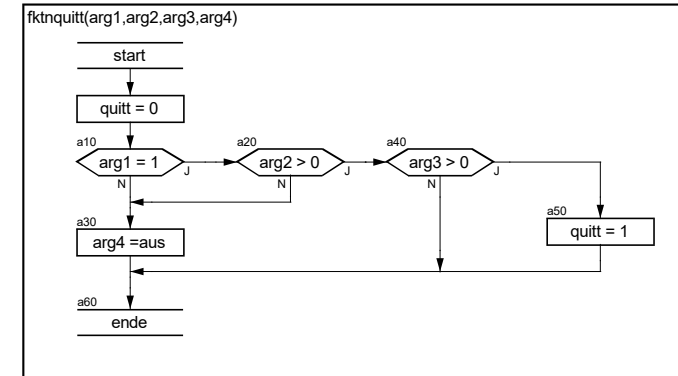 fktnquitt(arg1,arg2,arg3,arg4)
start
quitt = 0
a10
arg1 = 1
J
N
a20
arg2 > 0
J
N
a40
arg3 > 0
J
N
a30
arg4 =aus
a50
quitt = 1
a60
ende